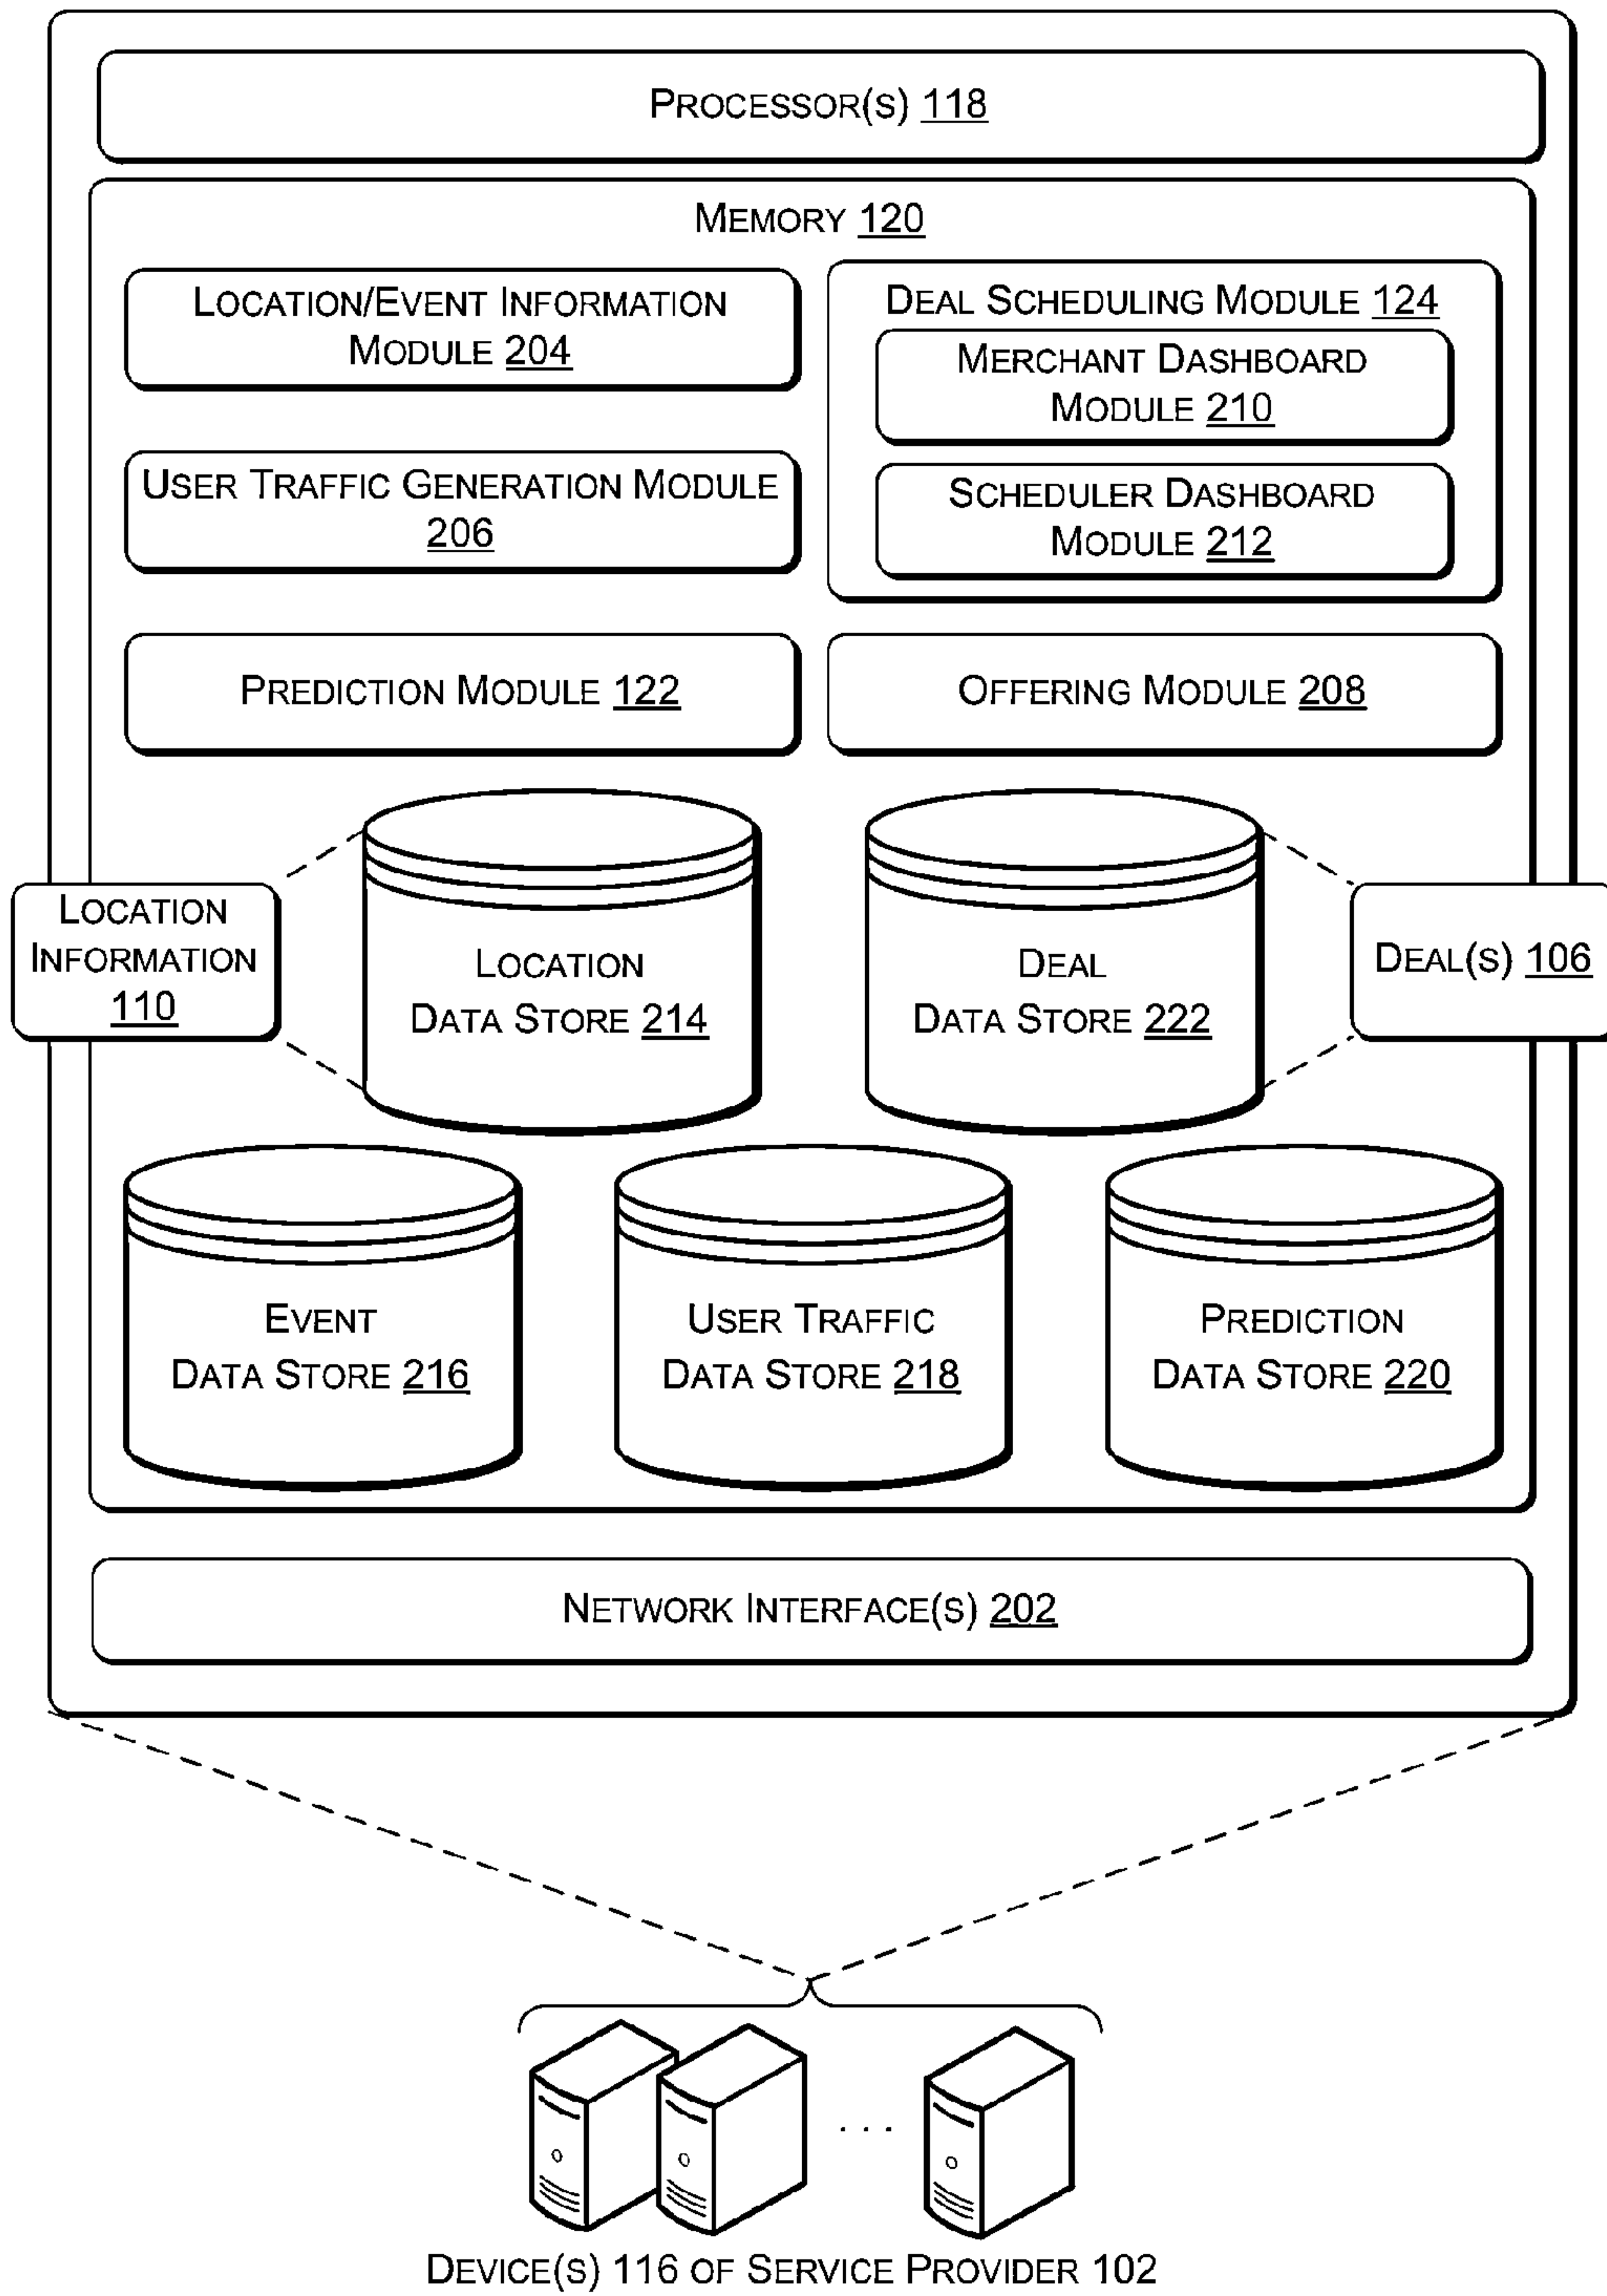 PROCESSOR(S) 118
MEMORY 120
LOCATION/EVENT INFORMATION
MODULE 204
DEAL SCHEDULING MODULE 124
MERCHANT DASHBOARD
MODULE 210
USER TRAFFIC GENERATION MODULE
206
SCHEDULER DASHBOARD
MODULE 212
PREDICTION MODULE 122
OFFERING MODULE 208
LOCATION
INFORMATION
110
LOCATION
DATA STORE 214
DEAL
DATA STORE 222
DEAL(S) 106
EVENT
DATA STORE 216
USER TRAFFIC
DATA STORE 218
PREDICTION
DATA STORE 220
NETWORK INTERFACE(S) 202
. . .
DEVICE(S) 116 OF SERVICE PROVIDER 102